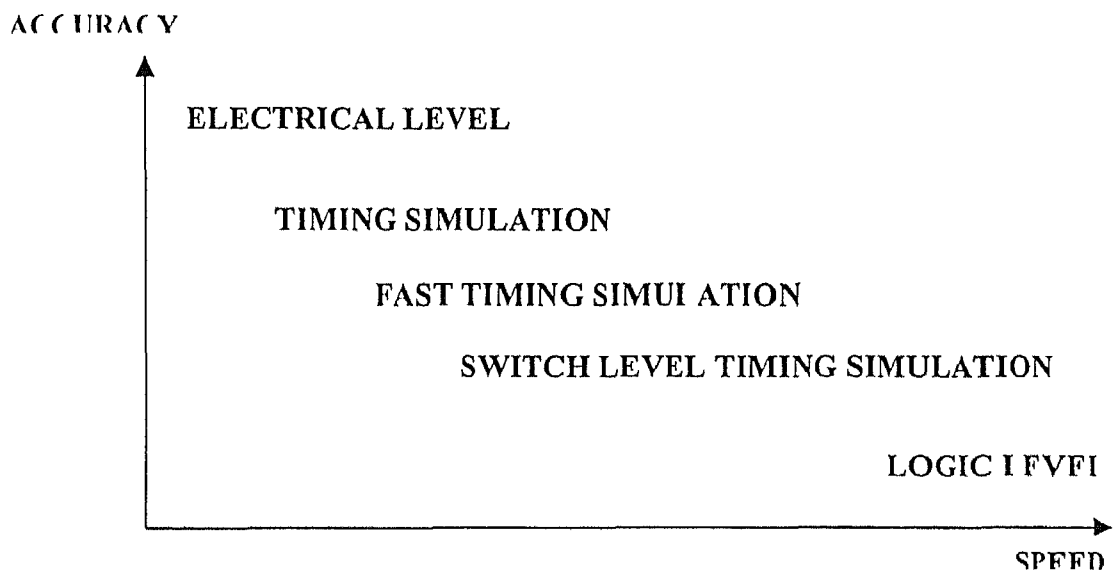 ACCURACY
ELECTRICAL LEVEL
TIMING SIMULATION
FAST TIMING SIMULATION
SWITCH LEVEL TIMING SIMULATION
LOGIC LEVEL
SPEED